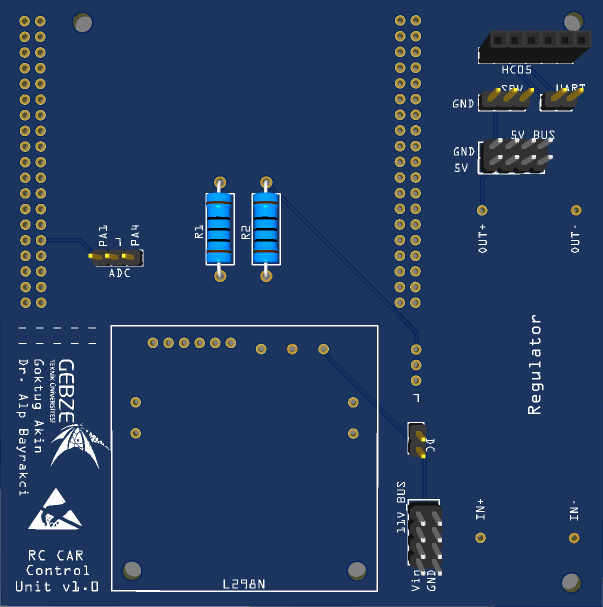 HC05
SERV UART
GND
5V BUS
GND
5V
PA1
PA4
ADC
R1
R2
OUT+
OUT-
Regulator
GEBZE
TEKNİK ÜNİVERSİTESİ
Goktug Akin
Dr. Alp Bayrakci
DC
11V BUS
IN+
IN-
Vin
GND
L298N
RC CAR
Control
Unit v1.0